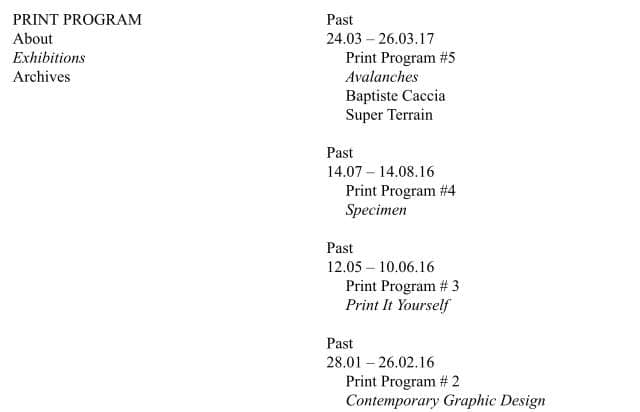 PRINT PROGRAM
About
Exhibitions
Archives
Past
24.03 – 26.03.17
Print Program #5
Avalanches
Baptiste Caccia
Super Terrain
Past
14.07 – 14.08.16
Print Program #4
Specimen
Past
12.05 – 10.06.16
Print Program # 3
Print It Yourself
Past
28.01 – 26.02.16
Print Program # 2
Contemporary Graphic Design